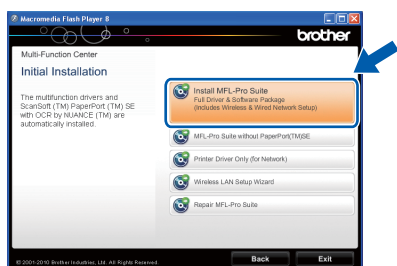 Macromedia Flash Player 8
brother
Multi-Function Center
Initial Installation
The multifunction drivers and
ScanSoft (TM) PaperPort (TM) SE
with OCR by NUANCE (TM) are
automatically installed.
Install MFL-Pro Suite
Full Driver & Software Package
(Includes Wireless & Wired Network Setup)
MFL-Pro Suite without PaperPort(TM)SE
Printer Driver Only (for Network)
Wireless LAN Setup Wizard
Repair MFL-Pro Suite
© 2001-2010 Brother Industries, Ltd. All Rights Reserved.
Back
Exit